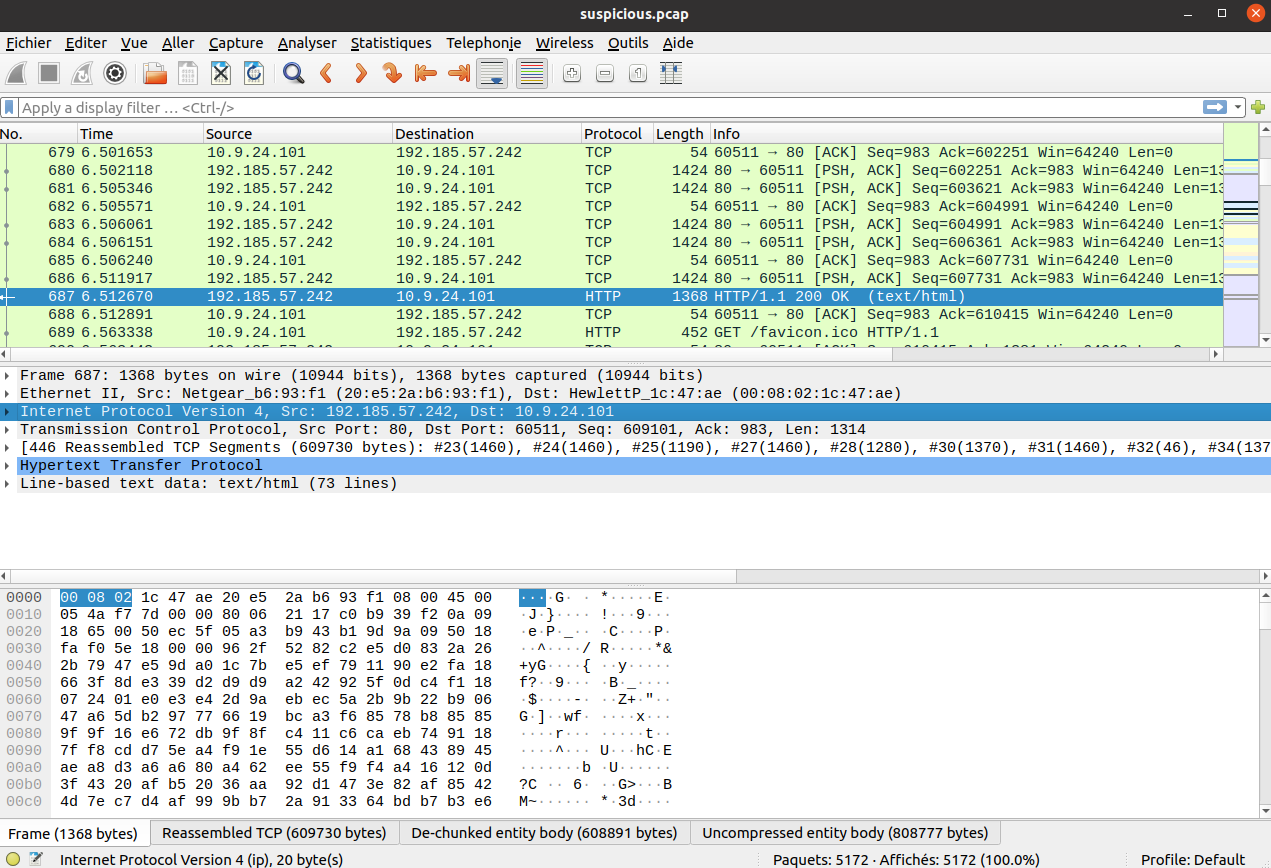 suspicious.pcap
Fichier Editer Vue Aller Capture Analyser Statistiques Telephonie Wireless Outils Aide
Apply a display filter … <Ctrl-/>
No. Time Source Destination Protocol Length Info
679 6.501653 10.9.24.101 192.185.57.242 TCP 54 60511 → 80 [ACK] Seq=983 Ack=602251 Win=64240 Len=0
680 6.502118 192.185.57.242 10.9.24.101 TCP 1424 80 → 60511 [PSH, ACK] Seq=602251 Ack=983 Win=64240 Len=13
681 6.505346 192.185.57.242 10.9.24.101 TCP 1424 80 → 60511 [PSH, ACK] Seq=603621 Ack=983 Win=64240 Len=13
682 6.505571 10.9.24.101 192.185.57.242 TCP 54 60511 → 80 [ACK] Seq=983 Ack=604991 Win=64240 Len=0
683 6.506061 192.185.57.242 10.9.24.101 TCP 1424 80 → 60511 [PSH, ACK] Seq=604991 Ack=983 Win=64240 Len=13
684 6.506151 192.185.57.242 10.9.24.101 TCP 1424 80 → 60511 [PSH, ACK] Seq=606361 Ack=983 Win=64240 Len=13
685 6.506240 10.9.24.101 192.185.57.242 TCP 54 60511 → 80 [ACK] Seq=983 Ack=607731 Win=64240 Len=0
686 6.511917 192.185.57.242 10.9.24.101 TCP 1424 80 → 60511 [PSH, ACK] Seq=607731 Ack=983 Win=64240 Len=13
687 6.512670 192.185.57.242 10.9.24.101 HTTP 1368 HTTP/1.1 200 OK (text/html)
688 6.512891 10.9.24.101 192.185.57.242 TCP 54 60511 → 80 [ACK] Seq=983 Ack=610415 Win=64240 Len=0
689 6.563338 10.9.24.101 192.185.57.242 HTTP 452 GET /favicon.ico HTTP/1.1
Frame 687: 1368 bytes on wire (10944 bits), 1368 bytes captured (10944 bits)
Ethernet II, Src: Netgear_b6:93:f1 (20:e5:2a:b6:93:f1), Dst: HewlettP_1c:47:ae (00:08:02:1c:47:ae)
Internet Protocol Version 4, Src: 192.185.57.242, Dst: 10.9.24.101
Transmission Control Protocol, Src Port: 80, Dst Port: 60511, Seq: 609101, Ack: 983, Len: 1314
[446 Reassembled TCP Segments (609730 bytes): #23(1460), #24(1460), #25(1190), #27(1460), #28(1280), #30(1370), #31(1460), #32(46), #34(137
Hypertext Transfer Protocol
Line-based text data: text/html (73 lines)
0000 00 08 02 1c 47 ae 20 e5 2a b6 93 f1 08 00 45 00 ····G· · *·····E·
0010 05 4a f7 7d 00 00 80 06 21 17 c0 b9 39 f2 0a 09 ·J·}···· !···9···
0020 18 65 00 50 ec 5f 05 a3 b9 43 b1 9d 9a 09 50 18 ·e·P·_·· ·C····P·
0030 fa f0 5e 18 00 00 96 2f 52 82 c2 e5 d0 83 2a 26 ··^····/ R·····*&
0040 2b 79 47 e5 9d a0 1c 7b e5 ef 79 11 90 e2 fa 18 +yG····{ ··y·····
0050 66 3f 8d e3 39 d2 d9 d9 a2 42 92 5f 0d c4 f1 18 f?··9··· ·B·_····
0060 07 24 01 e0 e3 e4 2d 9a eb ec 5a 2b 9b 22 b9 06 ·$····-· ··Z+·"··
0070 47 a6 5d b2 97 77 66 19 bc a3 f6 85 78 b8 85 85 G·]··wf· ····x···
0080 9f 9f 16 e6 72 db 9f 8f c4 11 c6 ca eb 74 91 18 ····r··· ·····t··
0090 7f f8 cd d7 5e a4 f9 1e 55 d6 14 a1 68 43 89 45 ····^··· U···hC·E
00a0 ae a8 d3 a6 a6 80 a4 62 ee 55 f9 f4 a4 16 12 0d ·······b ·U······
00b0 3f 43 20 af b5 20 36 aa 92 d1 47 3e 82 af 85 42 ?C ·· 6· ··G>···B
00c0 4d 7e c7 d4 af 99 9b b7 2a 91 33 64 bd b7 b3 e6 M~······ *·3d····
Frame (1368 bytes) Reassembled TCP (609730 bytes) De-chunked entity body (608891 bytes) Uncompressed entity body (808777 bytes)
Internet Protocol Version 4 (ip), 20 byte(s) Paquets: 5172 · Affichés: 5172 (100.0%) Profile: Default